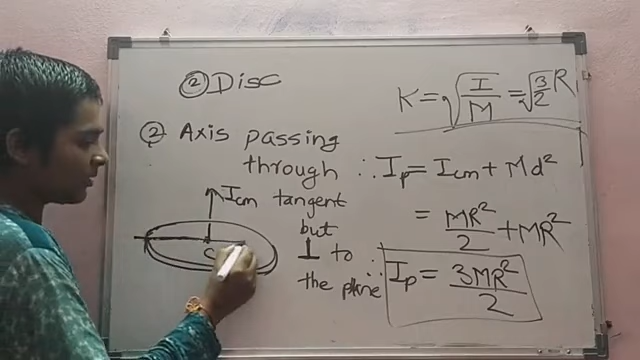 ② Disc
② Axis passing
through
tangent
but
⊥ to
the plane
Icm
K = √(I/M) = √(3/2) R
∴ Ip = Icm + Md²
= MR²/2 + MR²
∴ Ip = 3MR²/2